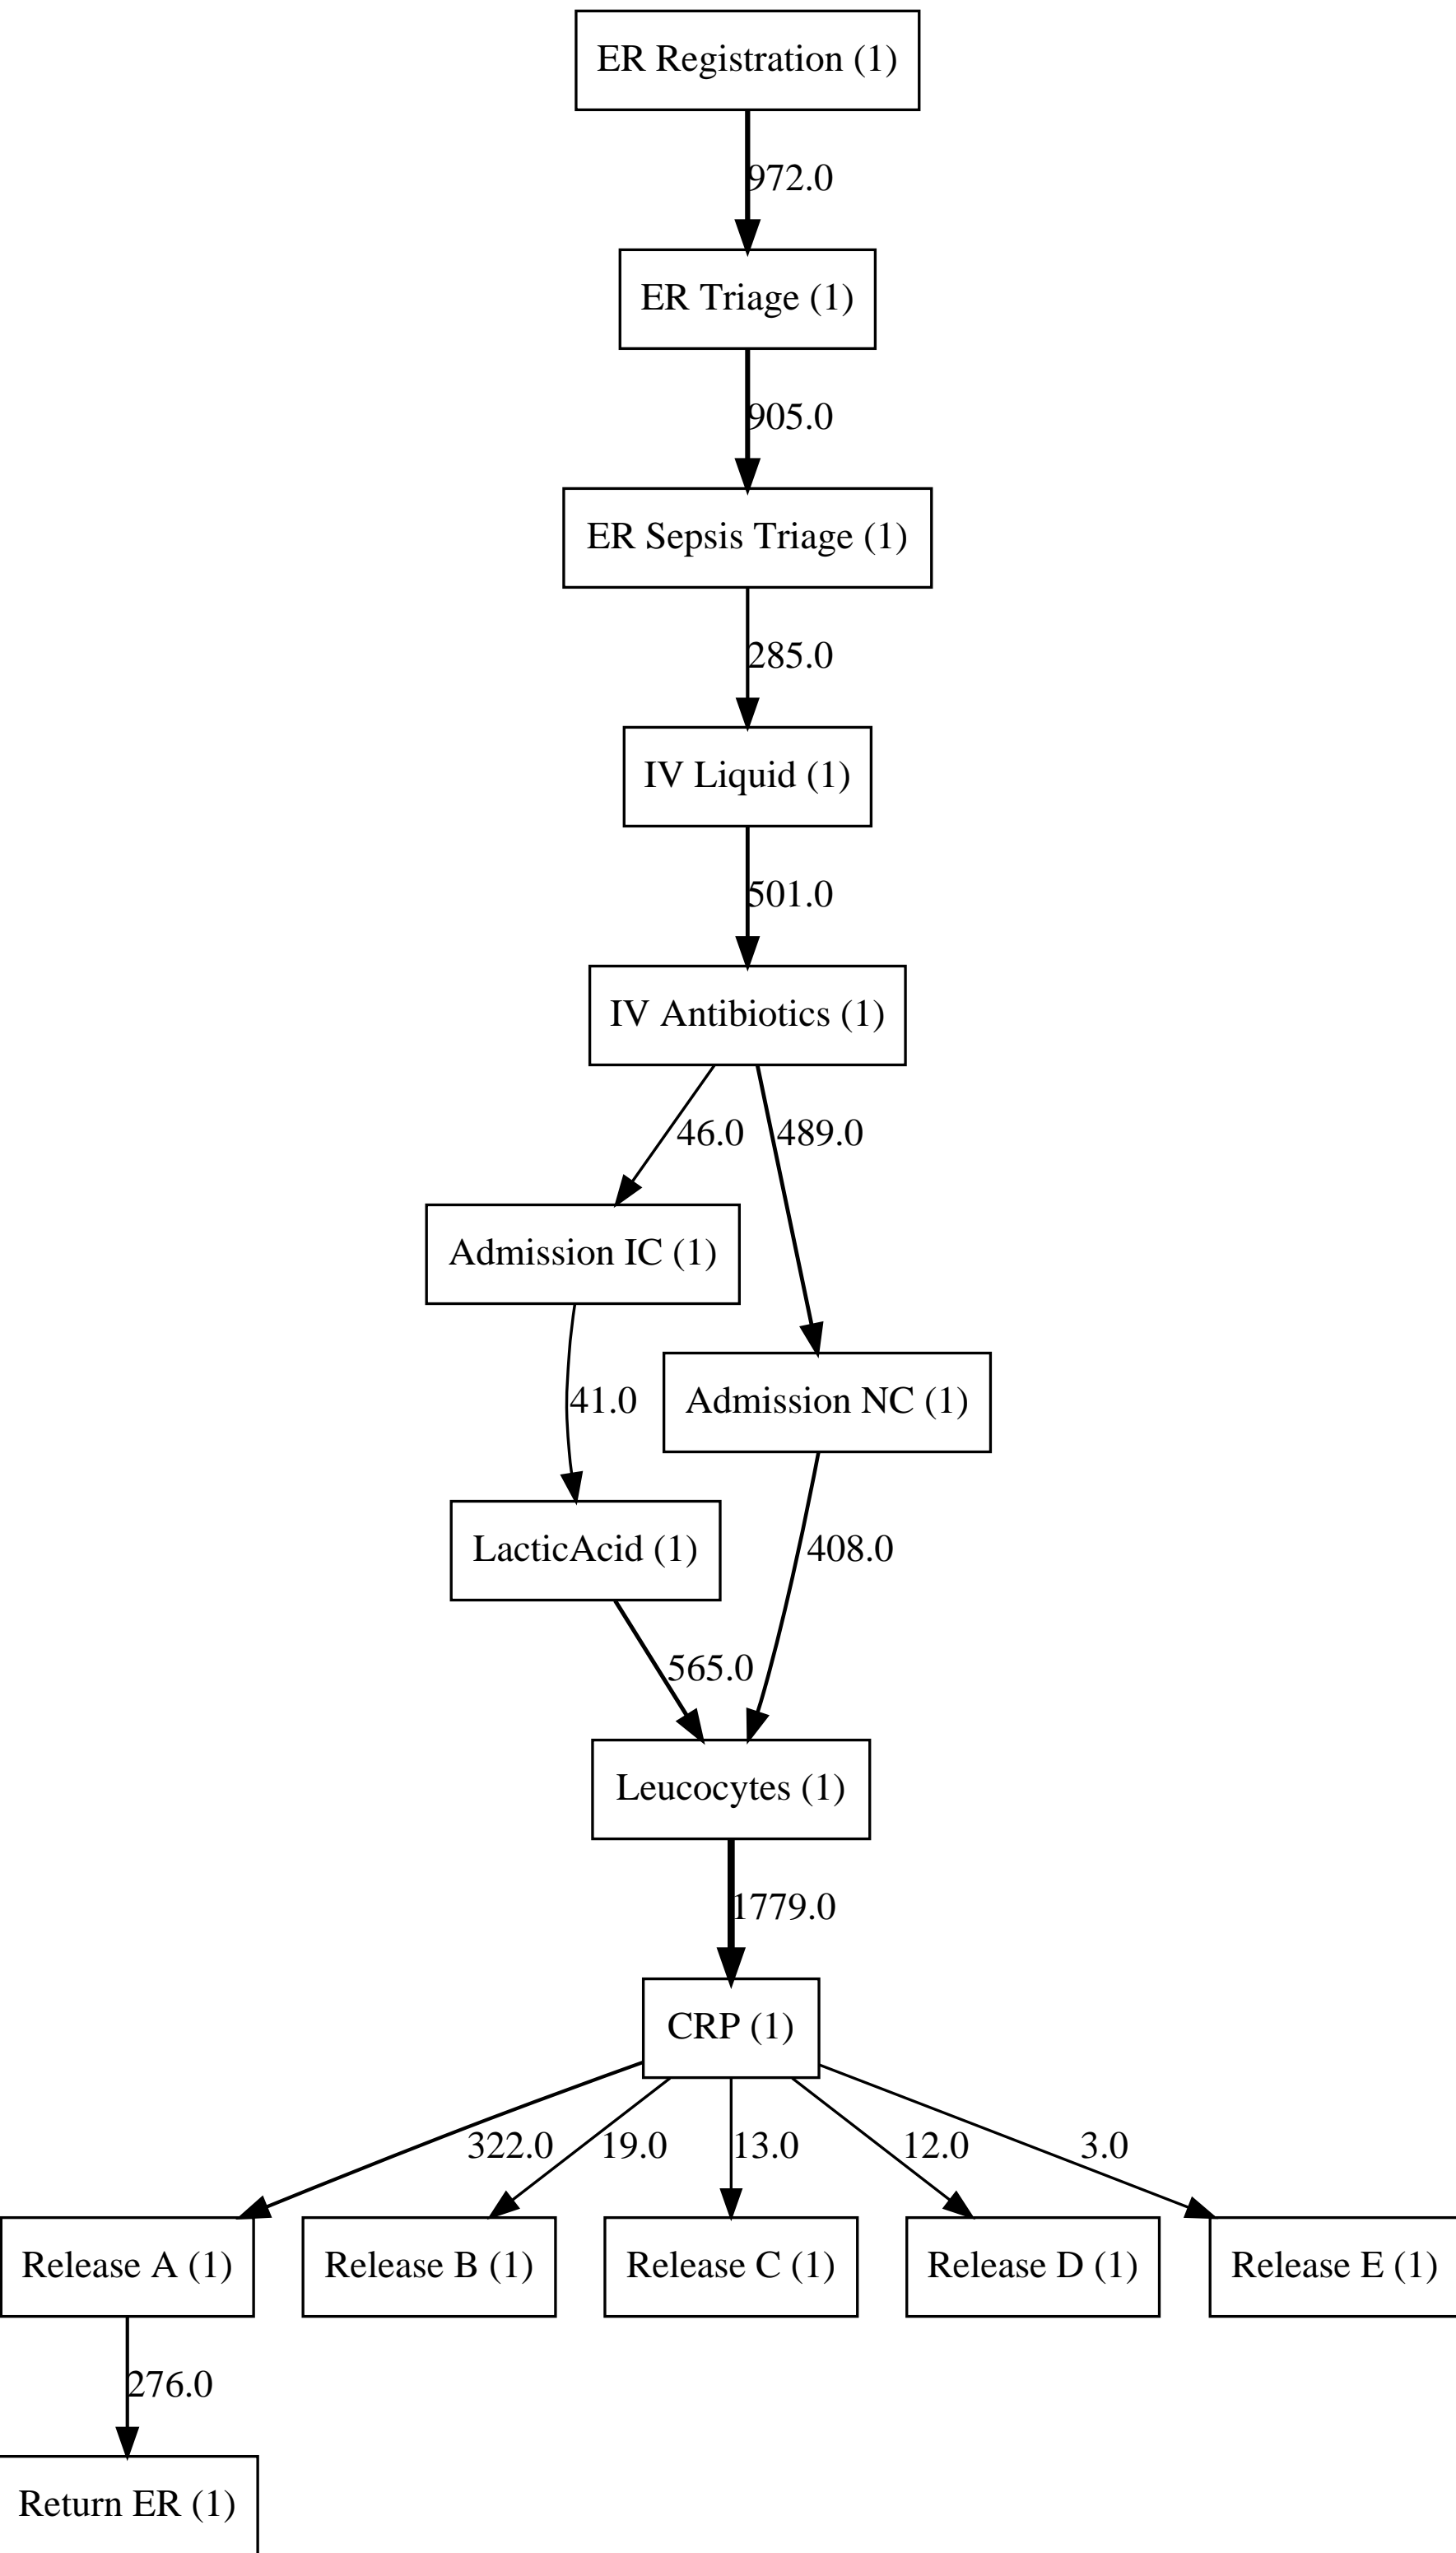 ER Registration (1)
972.0
ER Triage (1)
905.0
ER Sepsis Triage (1)
285.0
IV Liquid (1)
501.0
IV Antibiotics (1)
46.0
489.0
Admission IC (1)
41.0
Admission NC (1)
LacticAcid (1)
408.0
565.0
Leucocytes (1)
1779.0
CRP (1)
322.0
19.0
13.0
12.0
3.0
Release A (1)
Release B (1)
Release C (1)
Release D (1)
Release E (1)
276.0
Return ER (1)